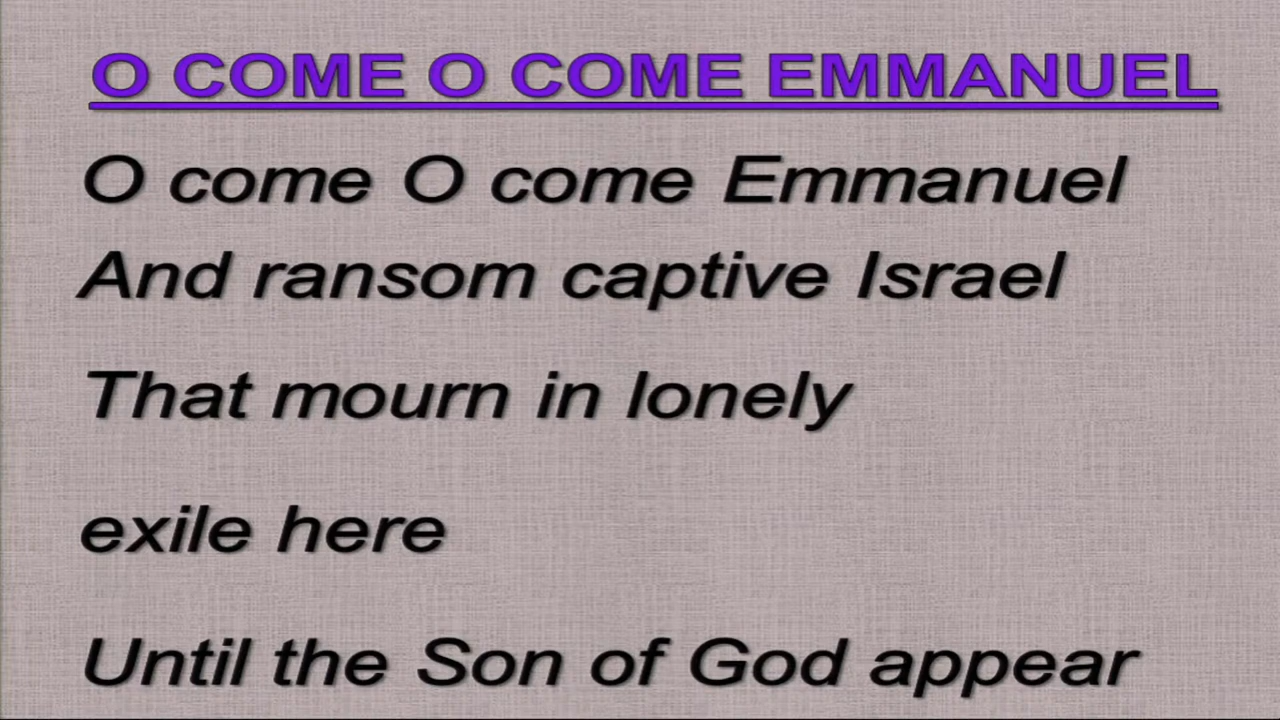 O COME O COME EMMANUEL
O come O come Emmanuel
And ransom captive Israel
That mourn in lonely
exile here
Until the Son of God appear